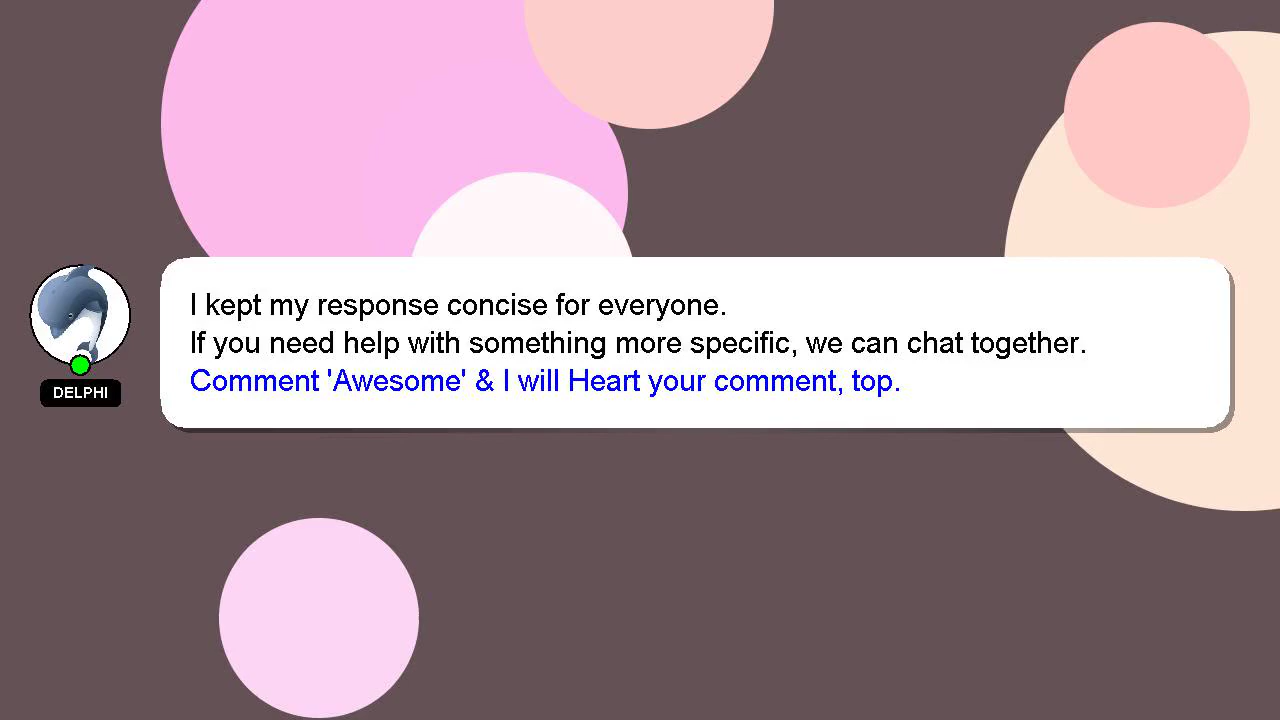 I kept my response concise for everyone.
If you need help with something more specific, we can chat together.
Comment 'Awesome' & I will Heart your comment, top.
DELPHI